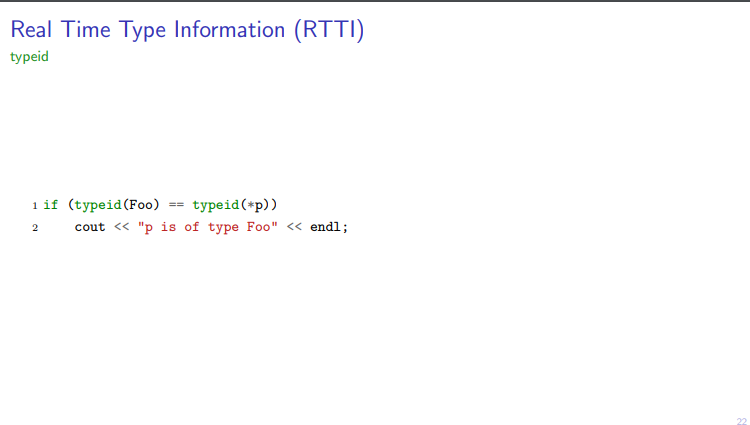 Real Time Type Information (RTTI)
typeid
1 if (typeid(Foo) == typeid(*p))
2     cout << "p is of type Foo" << endl;
22